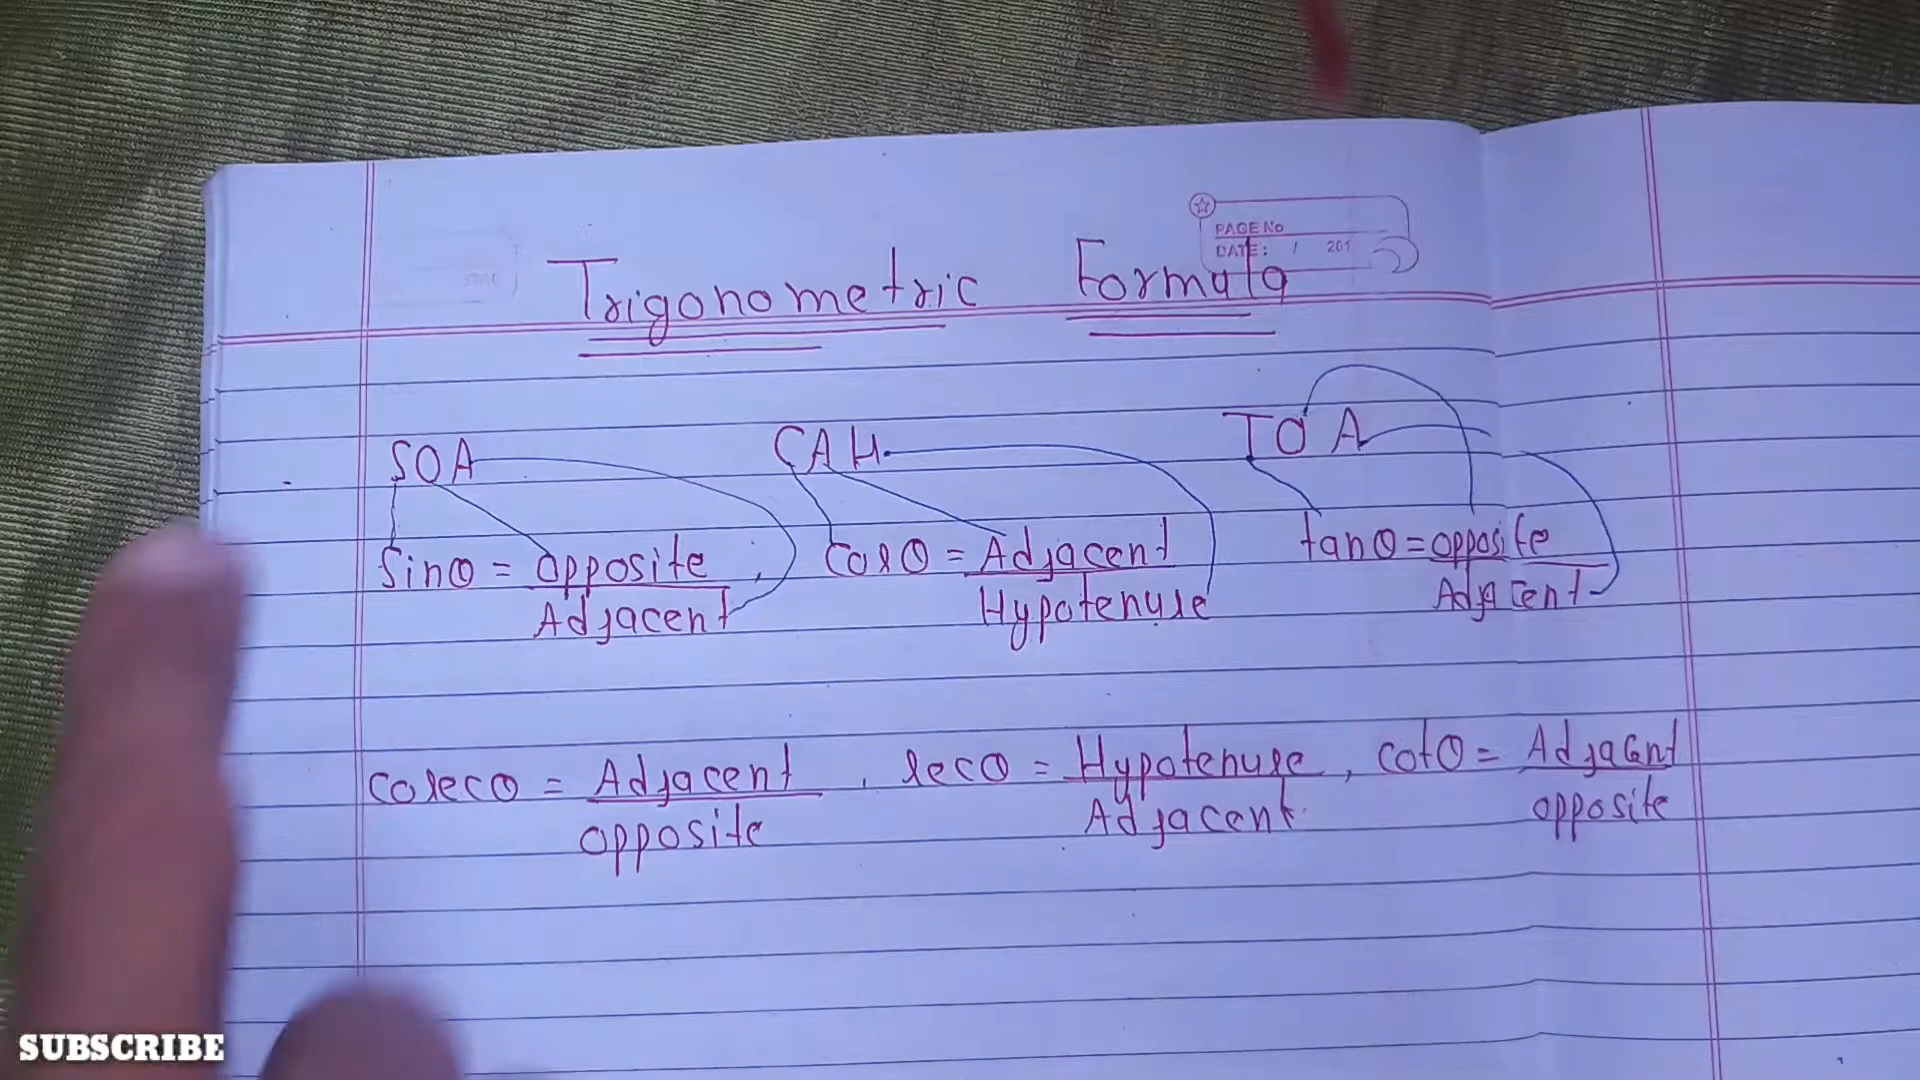 PAGE No
DATE: / 201
Trigonometric Formula
SOA CAH TOA
Sinθ = opposite / Adjacent , Cosθ = Adjacent / Hypotenuse tanθ = opposite / Adjacent
cosecθ = Adjacent / opposite , secθ = Hypotenuse / Adjacent , cotθ = Adjacent / opposite
SUBSCRIBE